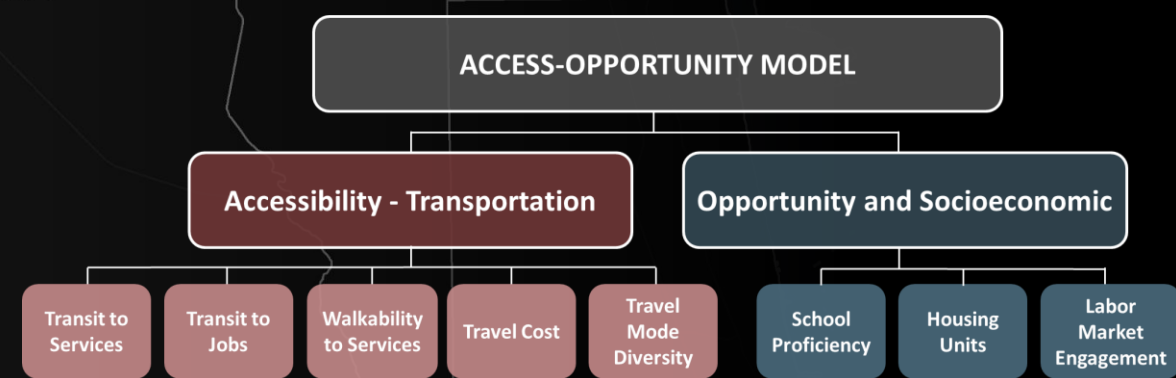 ACCESS-OPPORTUNITY MODEL
Accessibility - Transportation
Opportunity and Socioeconomic
Transit to
Services
Transit to
Jobs
Walkability
to Services
Travel Cost
Travel
Mode
Diversity
School
Proficiency
Housing
Units
Labor
Market
Engagement